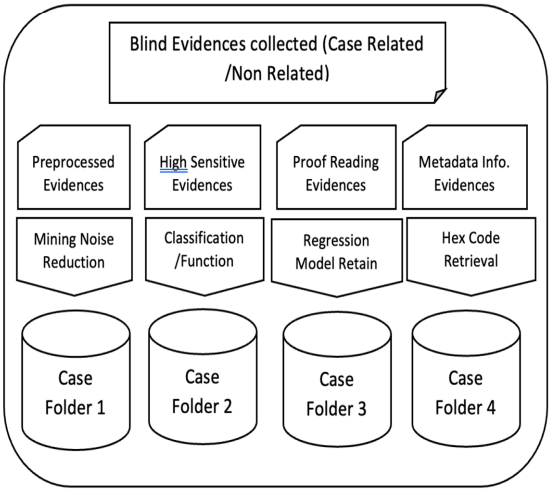 Blind Evidences collected (Case Related
/Non Related)
Preprocessed
Evidences
High Sensitive
Evidences
Proof Reading
Evidences
Metadata Info.
Evidences
Mining Noise
Reduction
Classification
/Function
Regression
Model Retain
Hex Code
Retrieval
Case
Folder 1
Case
Folder 2
Case
Folder 3
Case
Folder 4